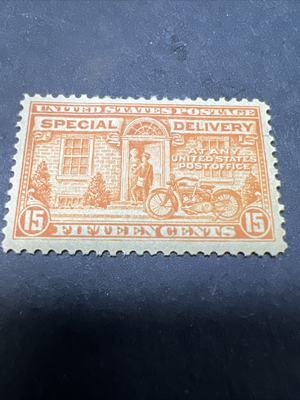 UNITED STATES POSTAGE
SPECIAL DELIVERY
AT ANY
UNITED STATES
POST OFFICE
15 FIFTEEN CENTS 15